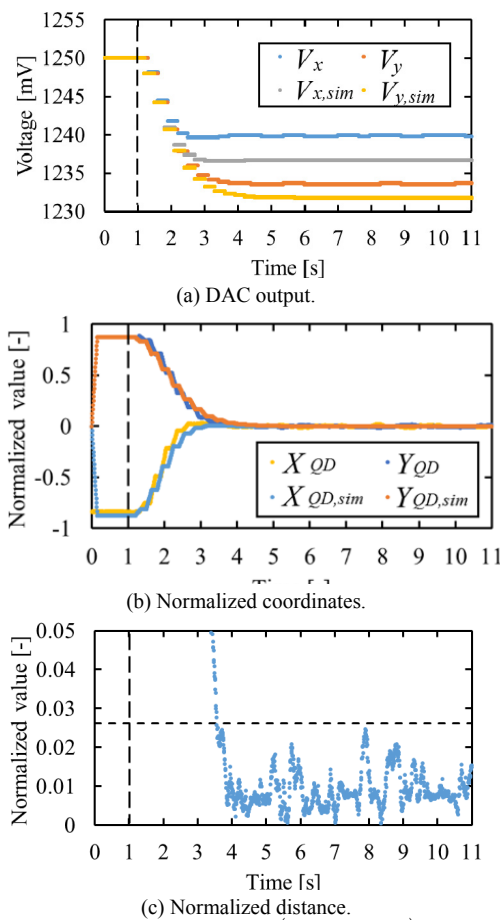 1255
1250
1245
1240
1235
1230
Voltage [mV]
Vx Vy
Vx,sim Vy,sim
0 1 2 3 4 5 6 7 8 9 10 11
Time [s]
(a) DAC output.
1
0.5
0
-0.5
-1
Normalized value [-]
X QD Y QD
X QD,sim Y QD,sim
0 1 2 3 4 5 6 7 8 9 10 11
(b) Normalized coordinates.
0.05
0.04
0.03
0.02
0.01
0
Normalized value [-]
0 1 2 3 4 5 6 7 8 9 10 11
Time [s]
(c) Normalized distance.